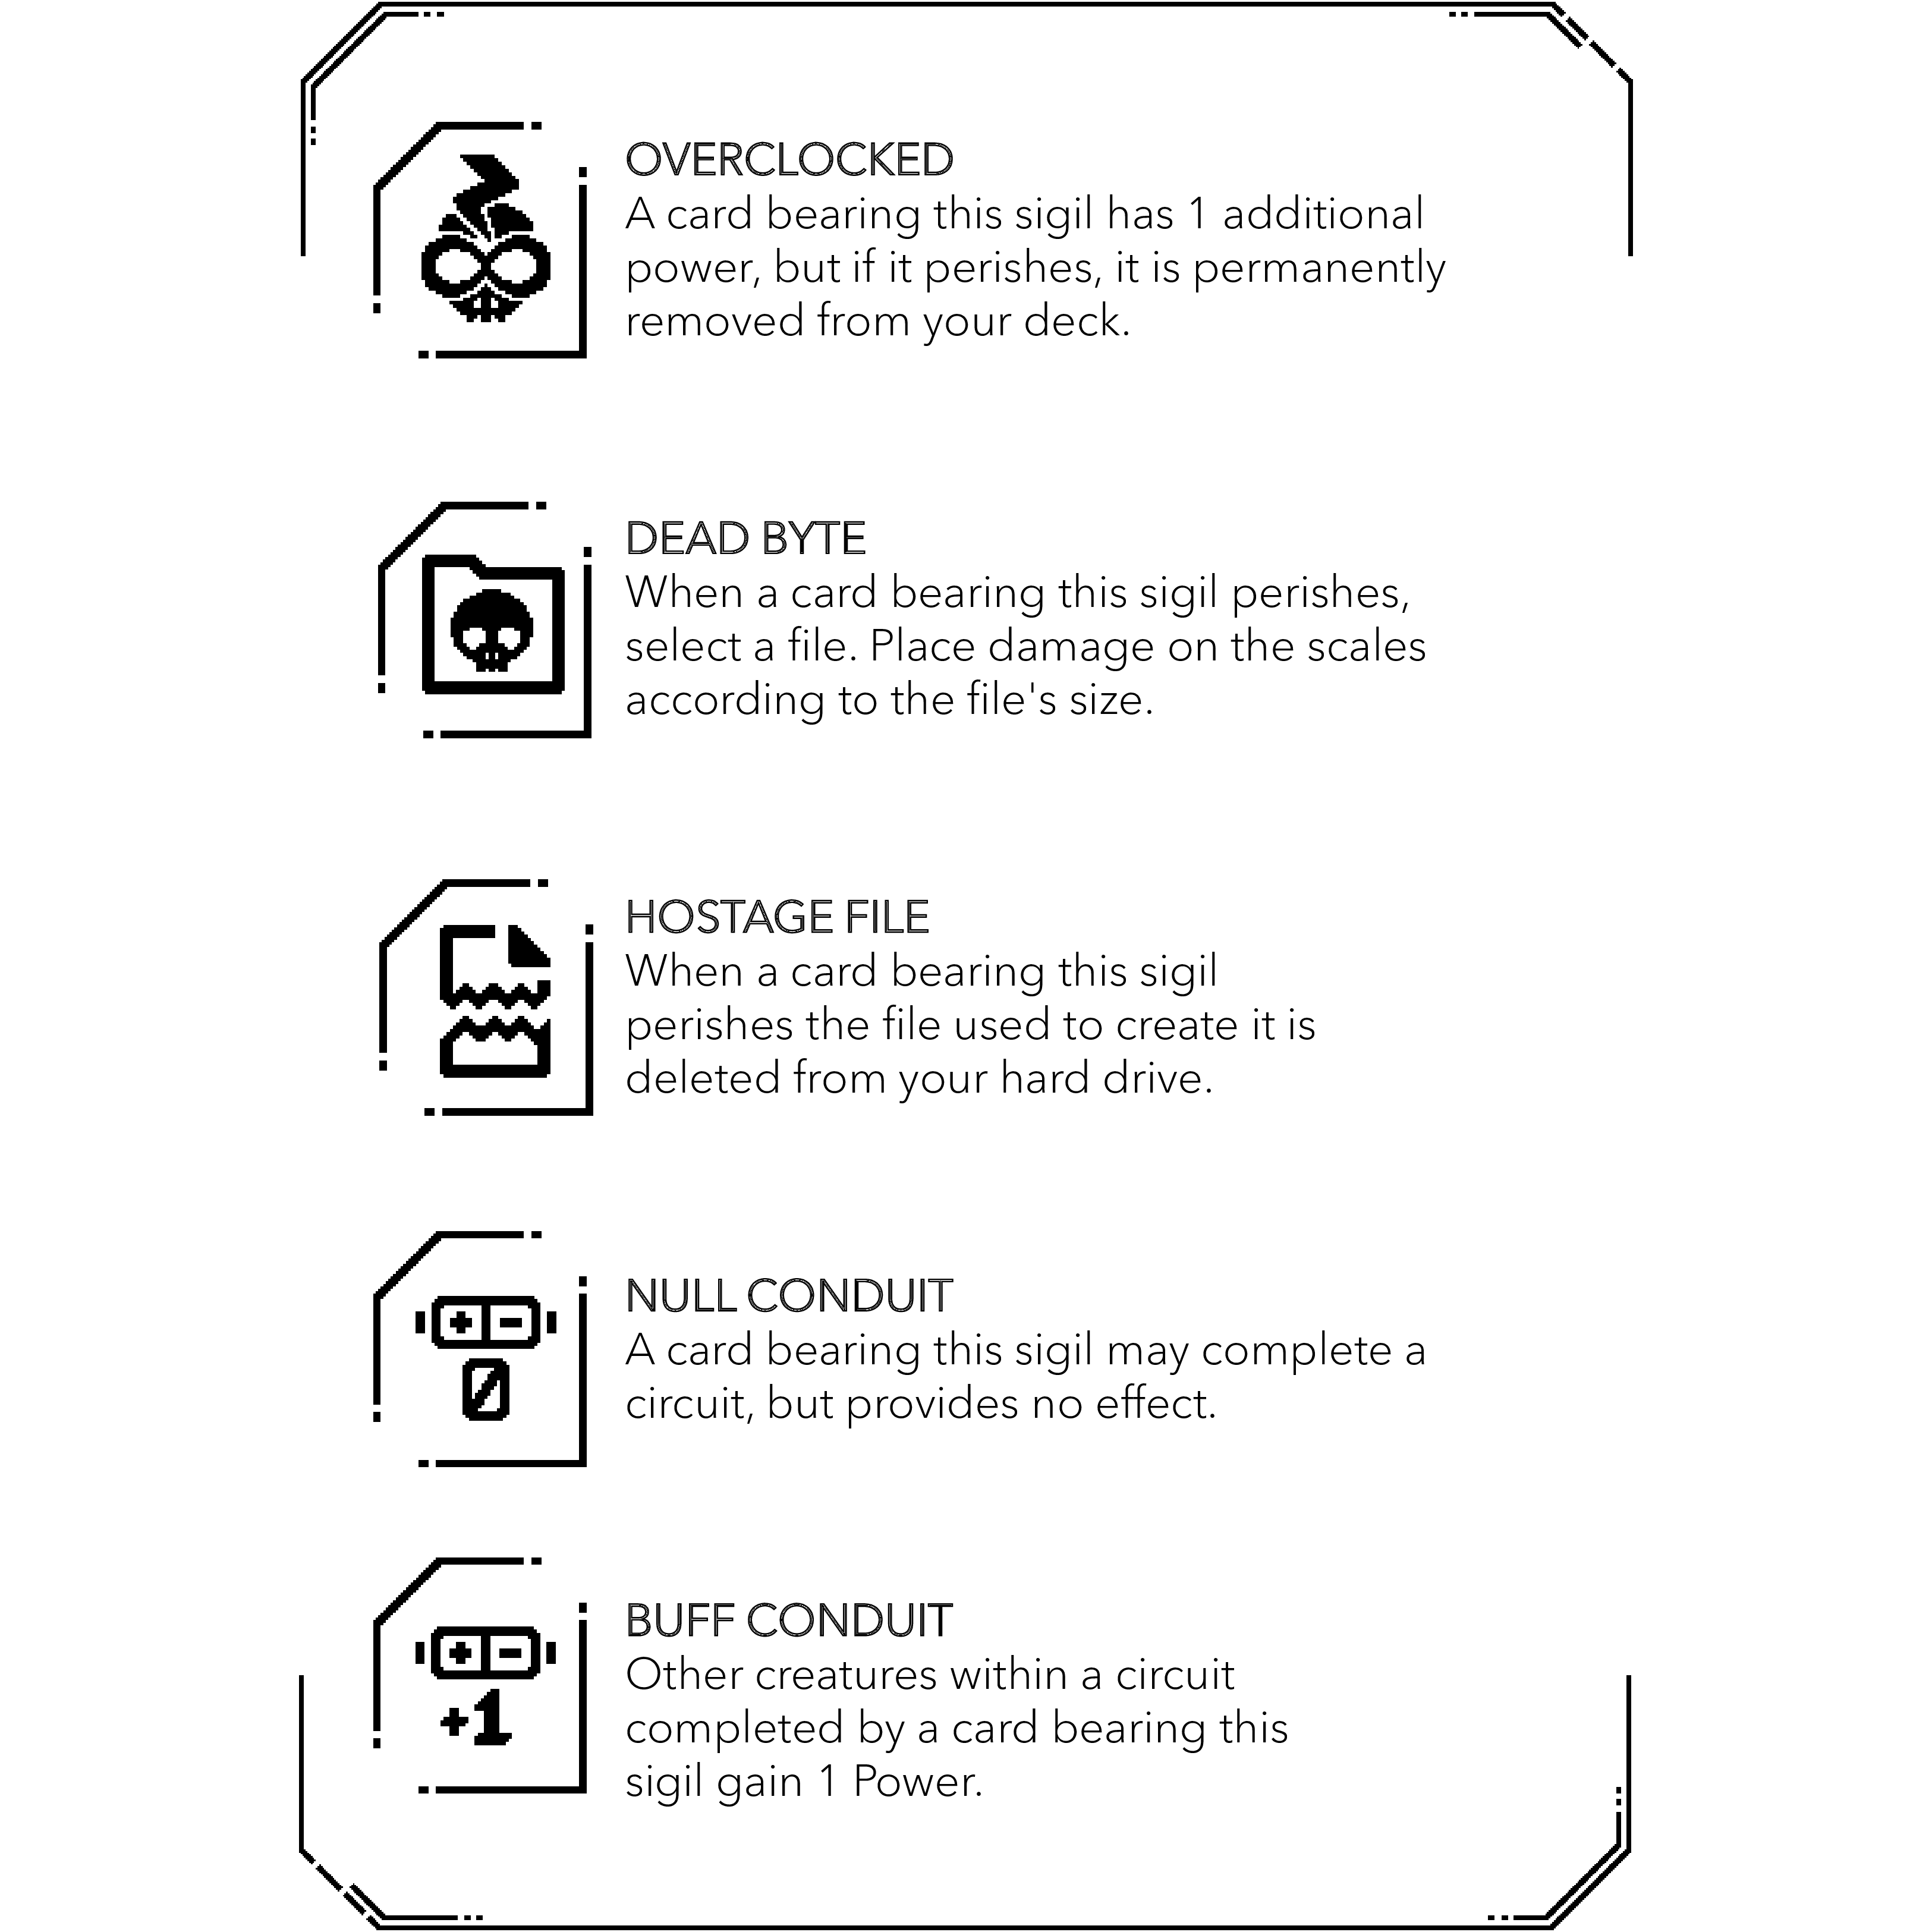 OVERCLOCKED
A card bearing this sigil has 1 additional
power, but if it perishes, it is permanently
removed from your deck.
DEAD BYTE
When a card bearing this sigil perishes,
select a file. Place damage on the scales
according to the file's size.
HOSTAGE FILE
When a card bearing this sigil
perishes the file used to create it is
deleted from your hard drive.
+ -
0
NULL CONDUIT
A card bearing this sigil may complete a
circuit, but provides no effect.
+ -
+1
BUFF CONDUIT
Other creatures within a circuit
completed by a card bearing this
sigil gain 1 Power.